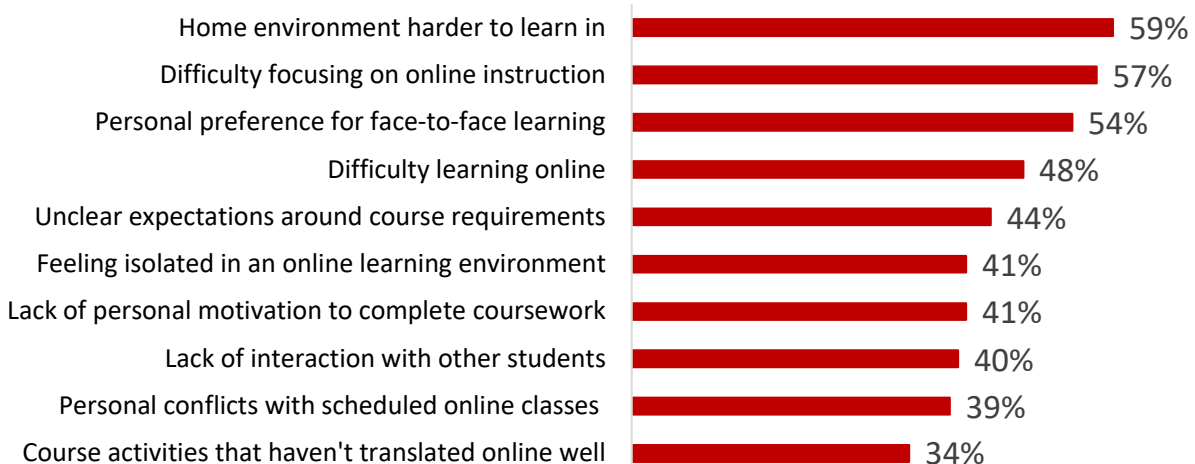 Home environment harder to learn in 59%
Difficulty focusing on online instruction 57%
Personal preference for face-to-face learning 54%
Difficulty learning online 48%
Unclear expectations around course requirements 44%
Feeling isolated in an online learning environment 41%
Lack of personal motivation to complete coursework 41%
Lack of interaction with other students 40%
Personal conflicts with scheduled online classes 39%
Course activities that haven't translated online well 34%